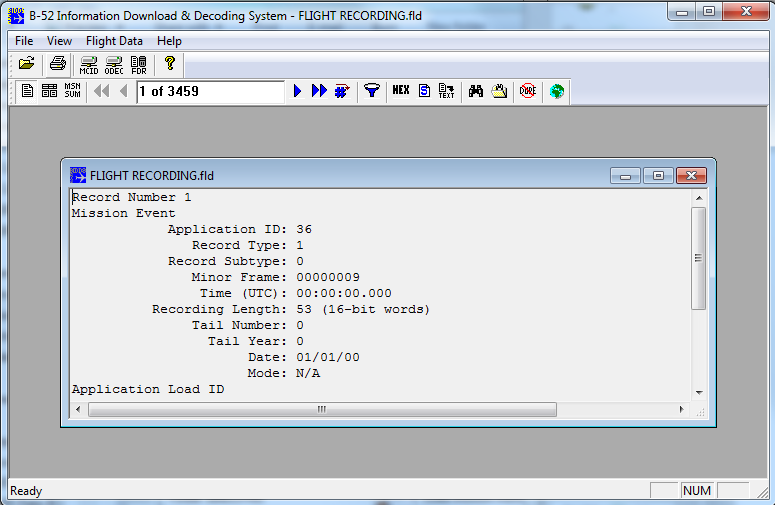 B-52 Information Download & Decoding System - FLIGHT RECORDING.fld
File View Flight Data Help
MCID ODEC FDR ?
MSN SUM 1 of 3459 # HEX S TEXT
FLIGHT RECORDING.fld
Record Number 1
Mission Event
Application ID: 36
Record Type: 1
Record Subtype: 0
Minor Frame: 00000009
Time (UTC): 00:00:00.000
Recording Length: 53 (16-bit words)
Tail Number: 0
Tail Year: 0
Date: 01/01/00
Mode: N/A
Application Load ID
Ready NUM